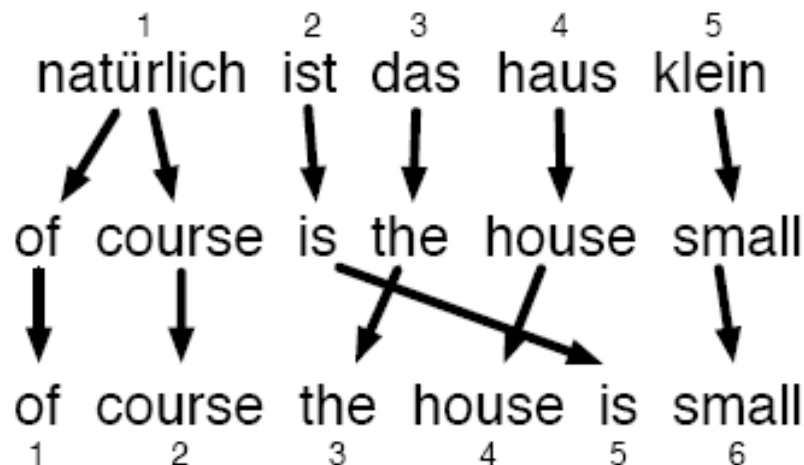 1 2 3 4 5
natürlich ist das haus klein
of course is the house small
of course the house is small
1 2 3 4 5 6